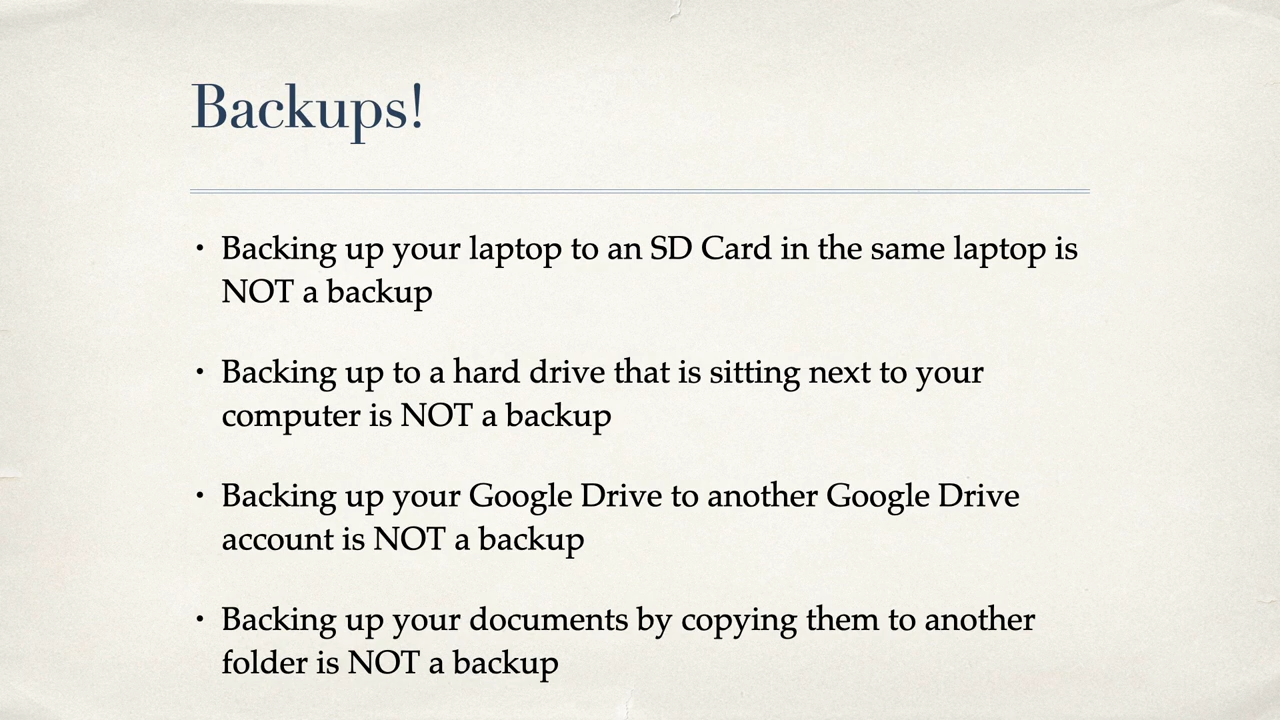 Backups!
• Backing up your laptop to an SD Card in the same laptop is
NOT a backup
• Backing up to a hard drive that is sitting next to your
computer is NOT a backup
• Backing up your Google Drive to another Google Drive
account is NOT a backup
• Backing up your documents by copying them to another
folder is NOT a backup